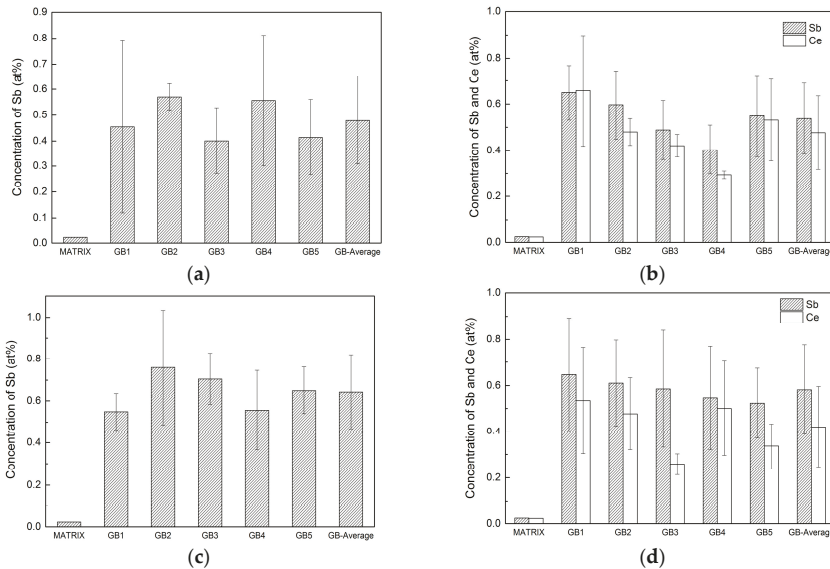 Concentration of Sb (at%)
0.9
0.8
0.7
0.6
0.5
0.4
0.3
0.2
0.1
0.0
MATRIX GB1 GB2 GB3 GB4 GB5 GB-Average
(a)
Concentration of Sb and Ce (at%)
1.0
0.8
0.6
0.4
0.2
0.0
Sb
Ce
MATRIX GB1 GB2 GB3 GB4 GB5 GB-Average
(b)
Concentration of Sb (at%)
1.0
0.8
0.6
0.4
0.2
0.0
MATRIX GB1 GB2 GB3 GB4 GB5 GB-Average
(c)
Concentration of Sb and Ce (at%)
1.0
0.8
0.6
0.4
0.2
0.0
Sb
Ce
MATRIX GB1 GB2 GB3 GB4 GB5 GB-Average
(d)